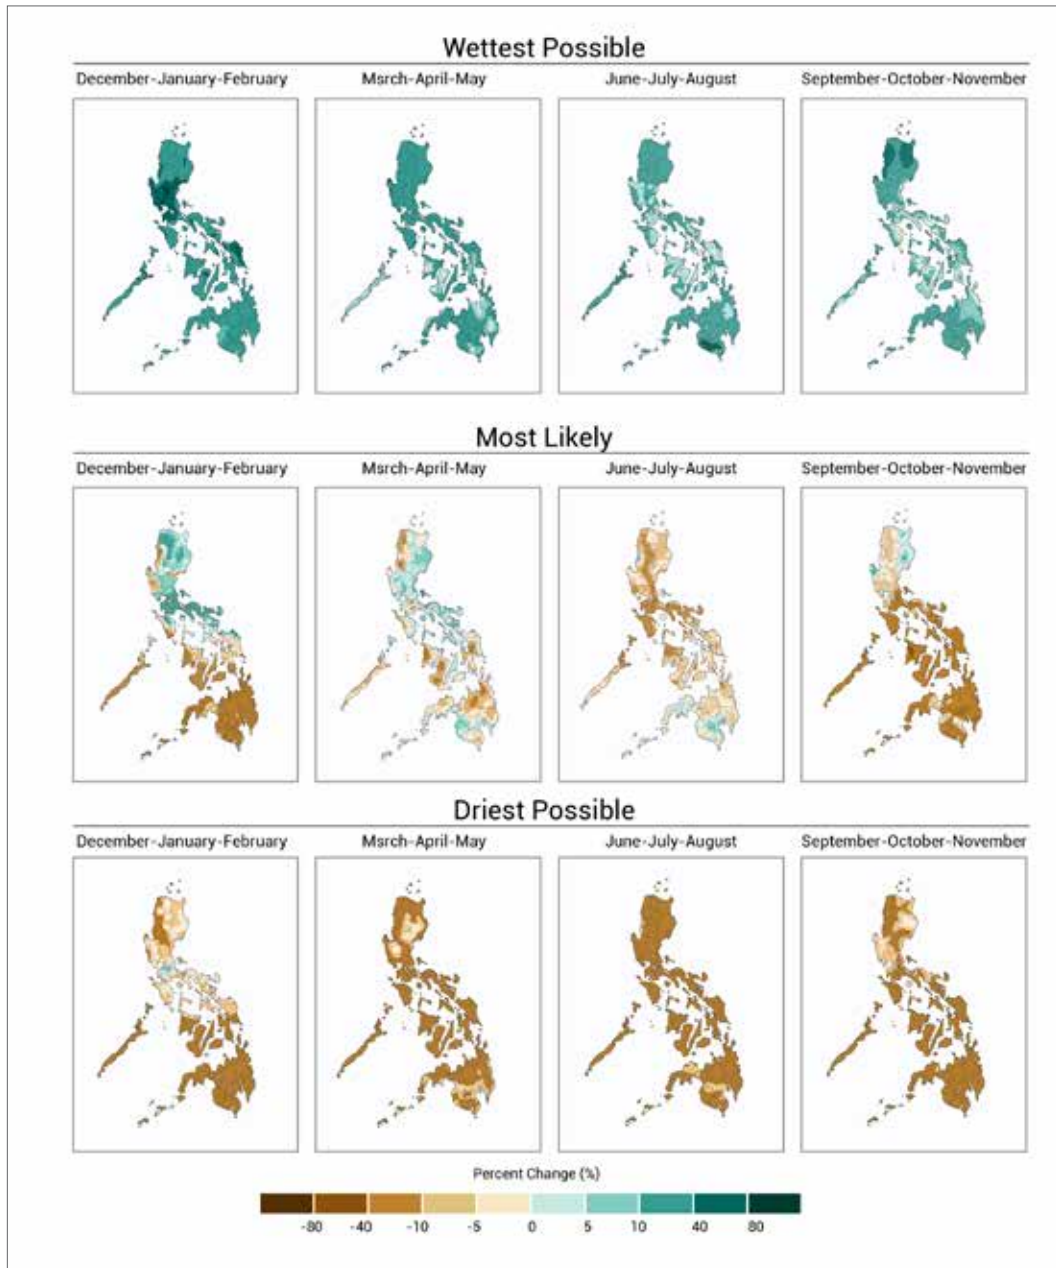 Wettest Possible
December-January-February Msrch-April-May June-July-August September-October-November
Most Likely
December-January-February Msrch-April-May June-July-August September-October-November
Driest Possible
December-January-February Msrch-April-May June-July-August September-October-November
Percent Change (%)
-80 -40 -10 -5 0 5 10 40 80